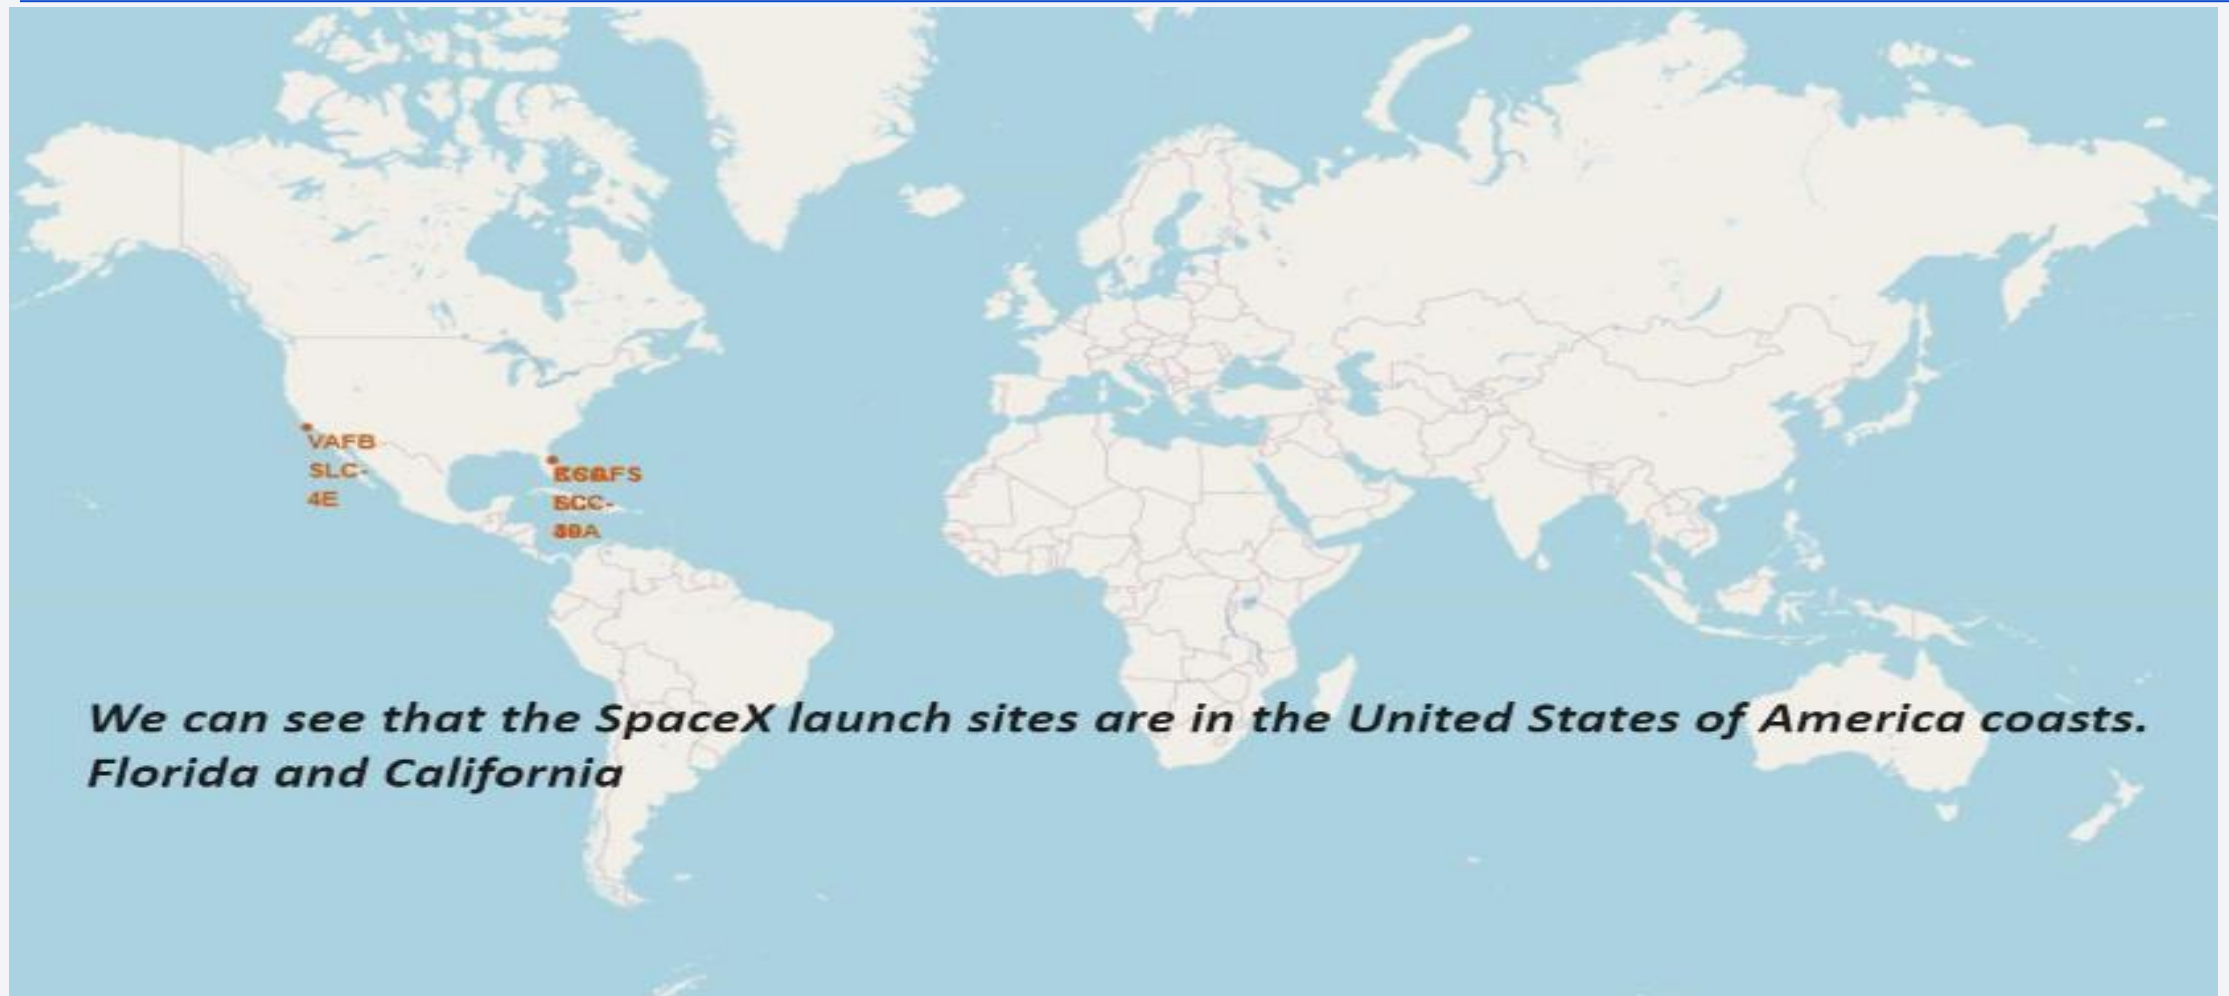 VAFB
SLC-
4E
We can see that the SpaceX launch sites are in the United States of America coasts.
Florida and California